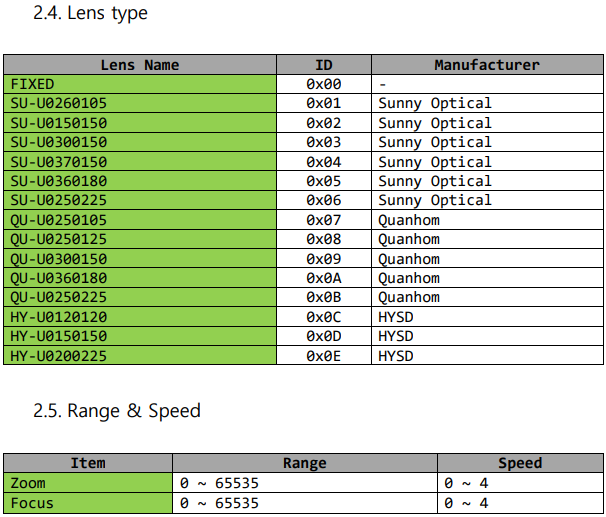 2.4. Lens type
Lens Name ID Manufacturer
FIXED 0x00 -
SU-U0260105 0x01 Sunny Optical
SU-U0150150 0x02 Sunny Optical
SU-U0300150 0x03 Sunny Optical
SU-U0370150 0x04 Sunny Optical
SU-U0360180 0x05 Sunny Optical
SU-U0250225 0x06 Sunny Optical
QU-U0250105 0x07 Quanhom
QU-U0250125 0x08 Quanhom
QU-U0300150 0x09 Quanhom
QU-U0360180 0x0A Quanhom
QU-U0250225 0x0B Quanhom
HY-U0120120 0x0C HYSD
HY-U0150150 0x0D HYSD
HY-U0200225 0x0E HYSD
2.5. Range & Speed
Item Range Speed
Zoom 0 ~ 65535 0 ~ 4
Focus 0 ~ 65535 0 ~ 4